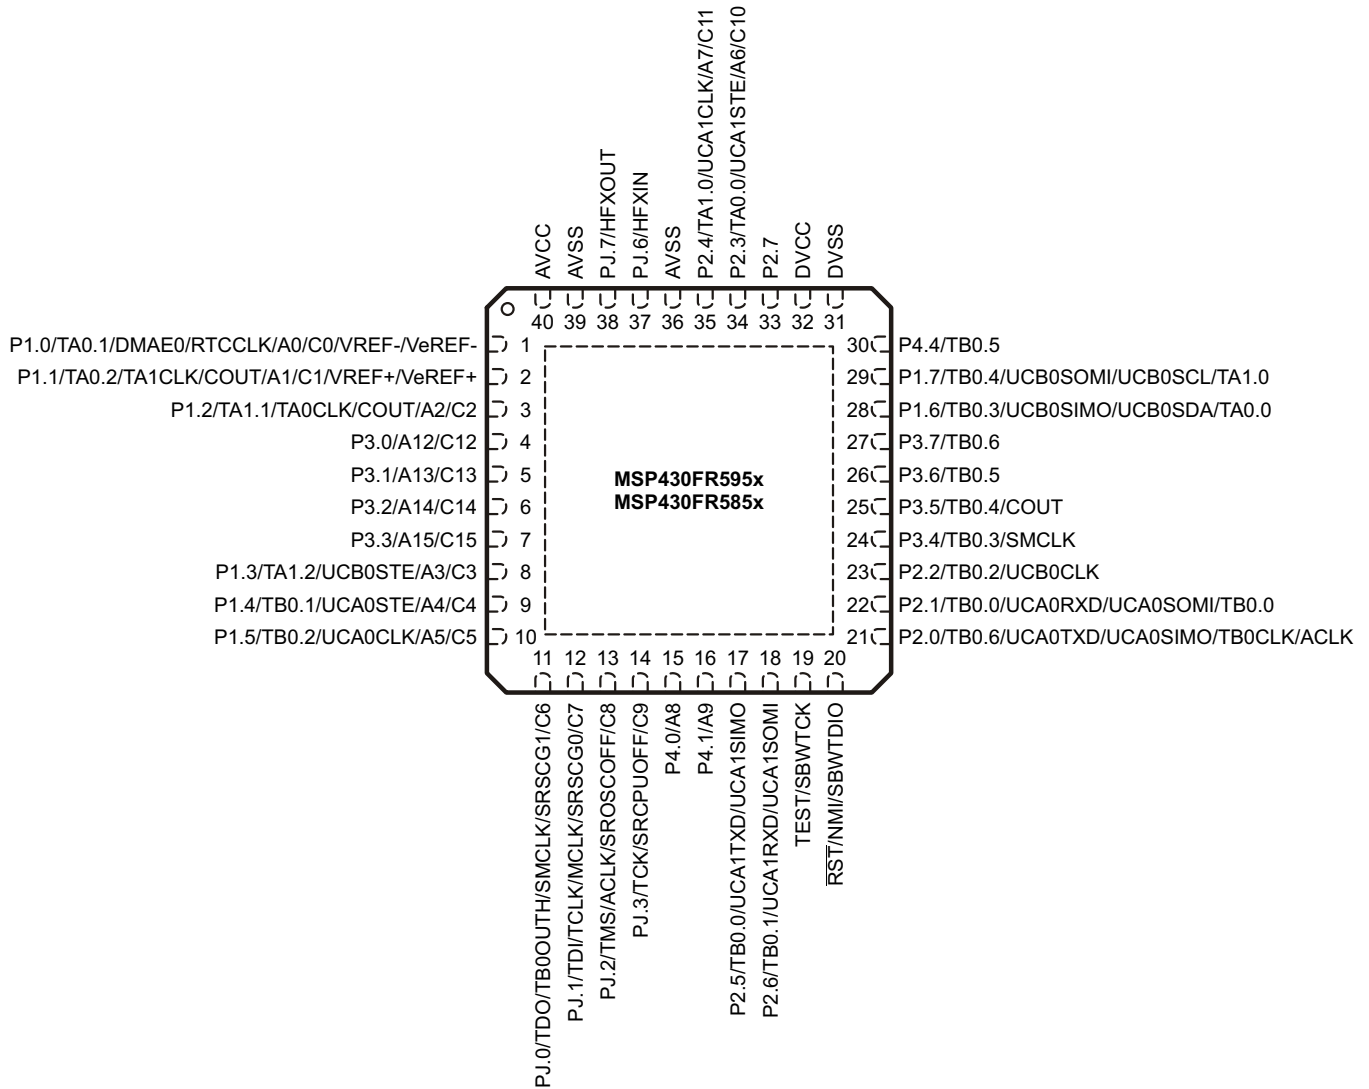 AVCC
AVSS
PJ.7/HFXOUT
PJ.6/HFXIN
AVSS
P2.4/TA1.0/UCA1CLK/A7/C11
P2.3/TA0.0/UCA1STE/A6/C10
P2.7
DVCC
DVSS
40 39 38 37 36 35 34 33 32 31
P1.0/TA0.1/DMAE0/RTCCLK/A0/C0/VREF-/VeREF- 1
P1.1/TA0.2/TA1CLK/COUT/A1/C1/VREF+/VeREF+ 2
P1.2/TA1.1/TA0CLK/COUT/A2/C2 3
P3.0/A12/C12 4
P3.1/A13/C13 5
P3.2/A14/C14 6
P3.3/A15/C15 7
P1.3/TA1.2/UCB0STE/A3/C3 8
P1.4/TB0.1/UCA0STE/A4/C4 9
P1.5/TB0.2/UCA0CLK/A5/C5 10
MSP430FR595x
MSP430FR585x
30 P4.4/TB0.5
29 P1.7/TB0.4/UCB0SOMI/UCB0SCL/TA1.0
28 P1.6/TB0.3/UCB0SIMO/UCB0SDA/TA0.0
27 P3.7/TB0.6
26 P3.6/TB0.5
25 P3.5/TB0.4/COUT
24 P3.4/TB0.3/SMCLK
23 P2.2/TB0.2/UCB0CLK
22 P2.1/TB0.0/UCA0RXD/UCA0SOMI/TB0.0
21 P2.0/TB0.6/UCA0TXD/UCA0SIMO/TB0CLK/ACLK
11 12 13 14 15 16 17 18 19 20
PJ.0/TDO/TB0OUTH/SMCLK/SRSCG1/C6
PJ.1/TDI/TCLK/MCLK/SRSCG0/C7
PJ.2/TMS/ACLK/SROSCOFF/C8
PJ.3/TCK/SRCPUOFF/C9
P4.0/A8
P4.1/A9
P2.5/TB0.0/UCA1TXD/UCA1SIMO
P2.6/TB0.1/UCA1RXD/UCA1SOMI
TEST/SBWTCK
RST/NMI/SBWTDIO